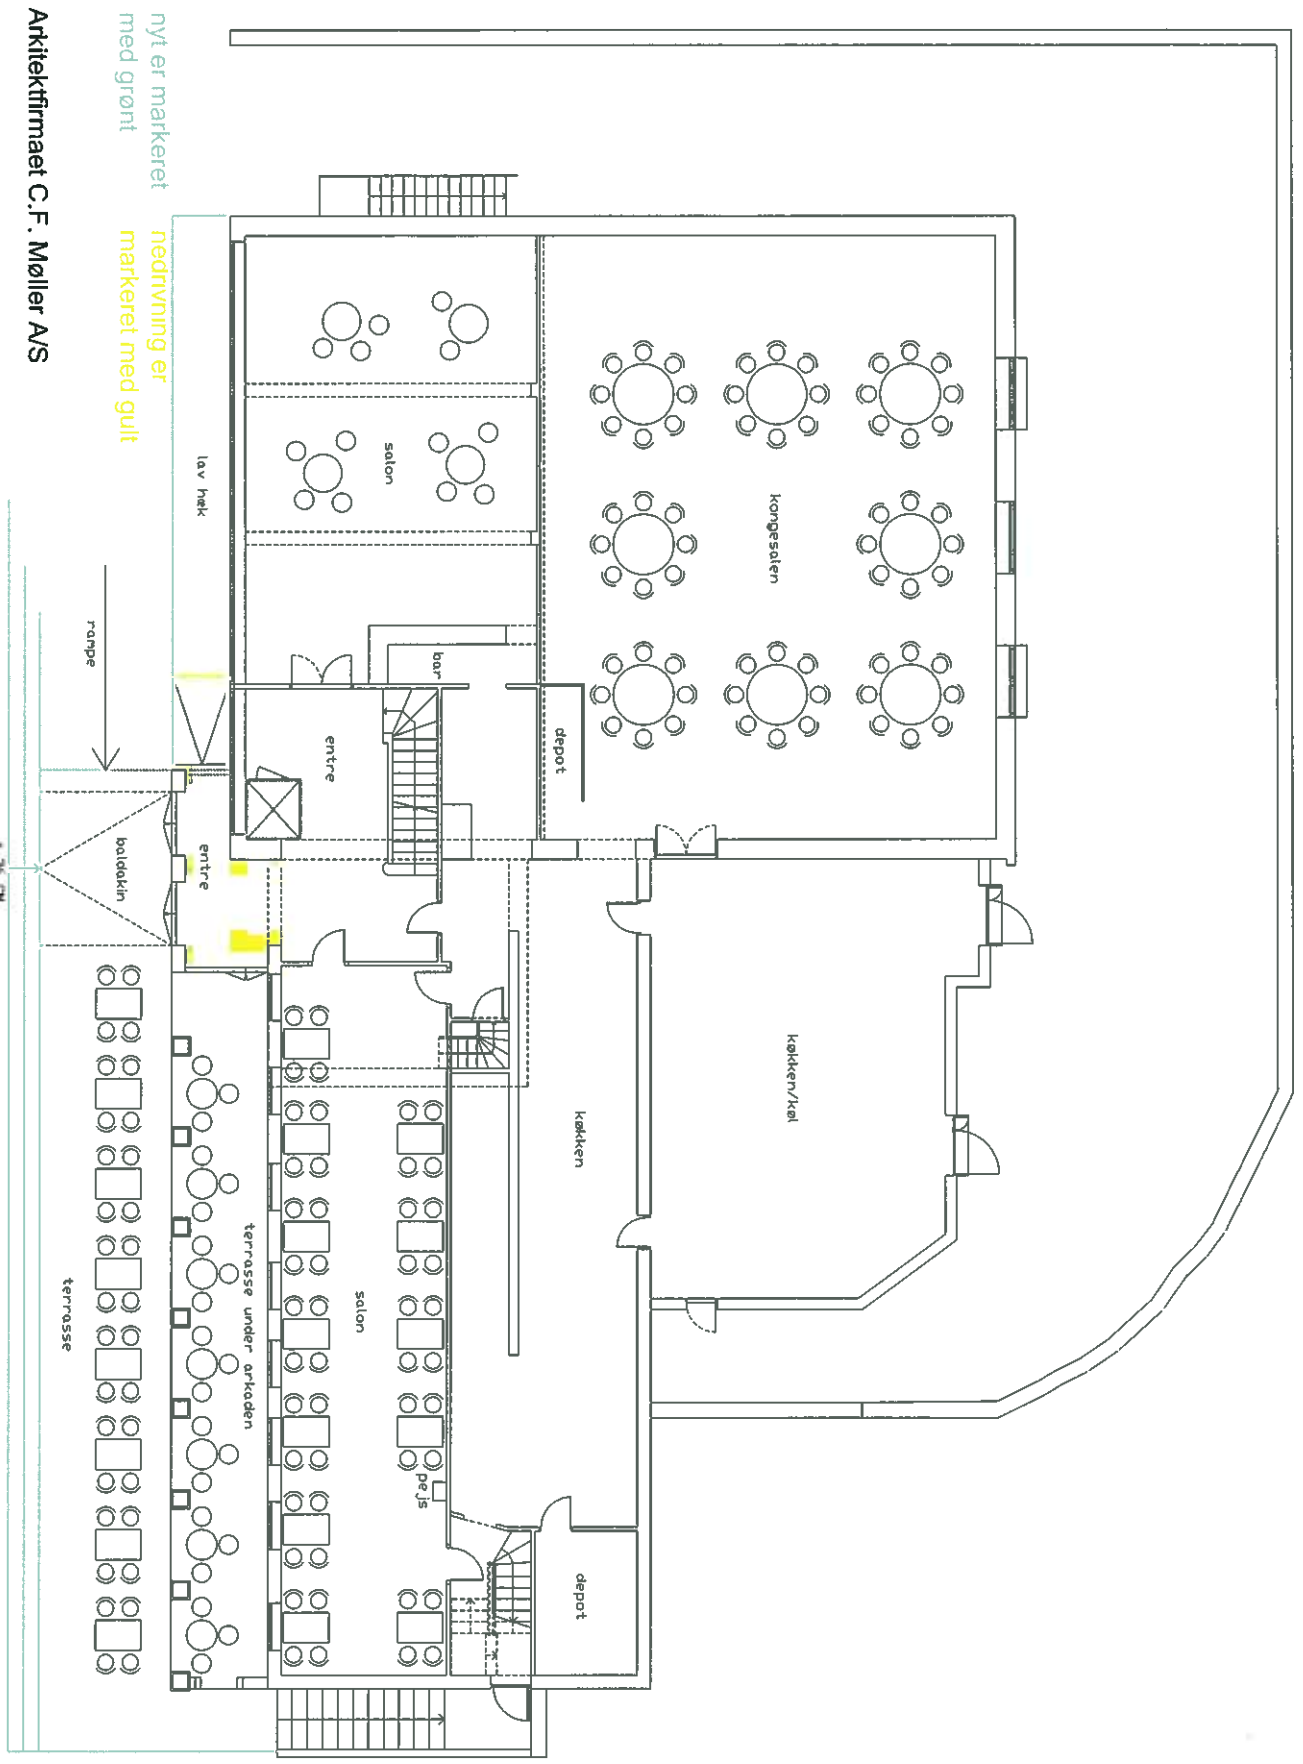 kongesalen
køkken/køl
depot
køkken
depot
bar
salon
entre
pejs
salon
terrasse under arkaden
entre
lav hæk
baldakin
rampe
terrasse
nyt er markeret
med grønt
nedrivning er
markeret med gult
Arkitektfirmaet C.F. Møller A/S